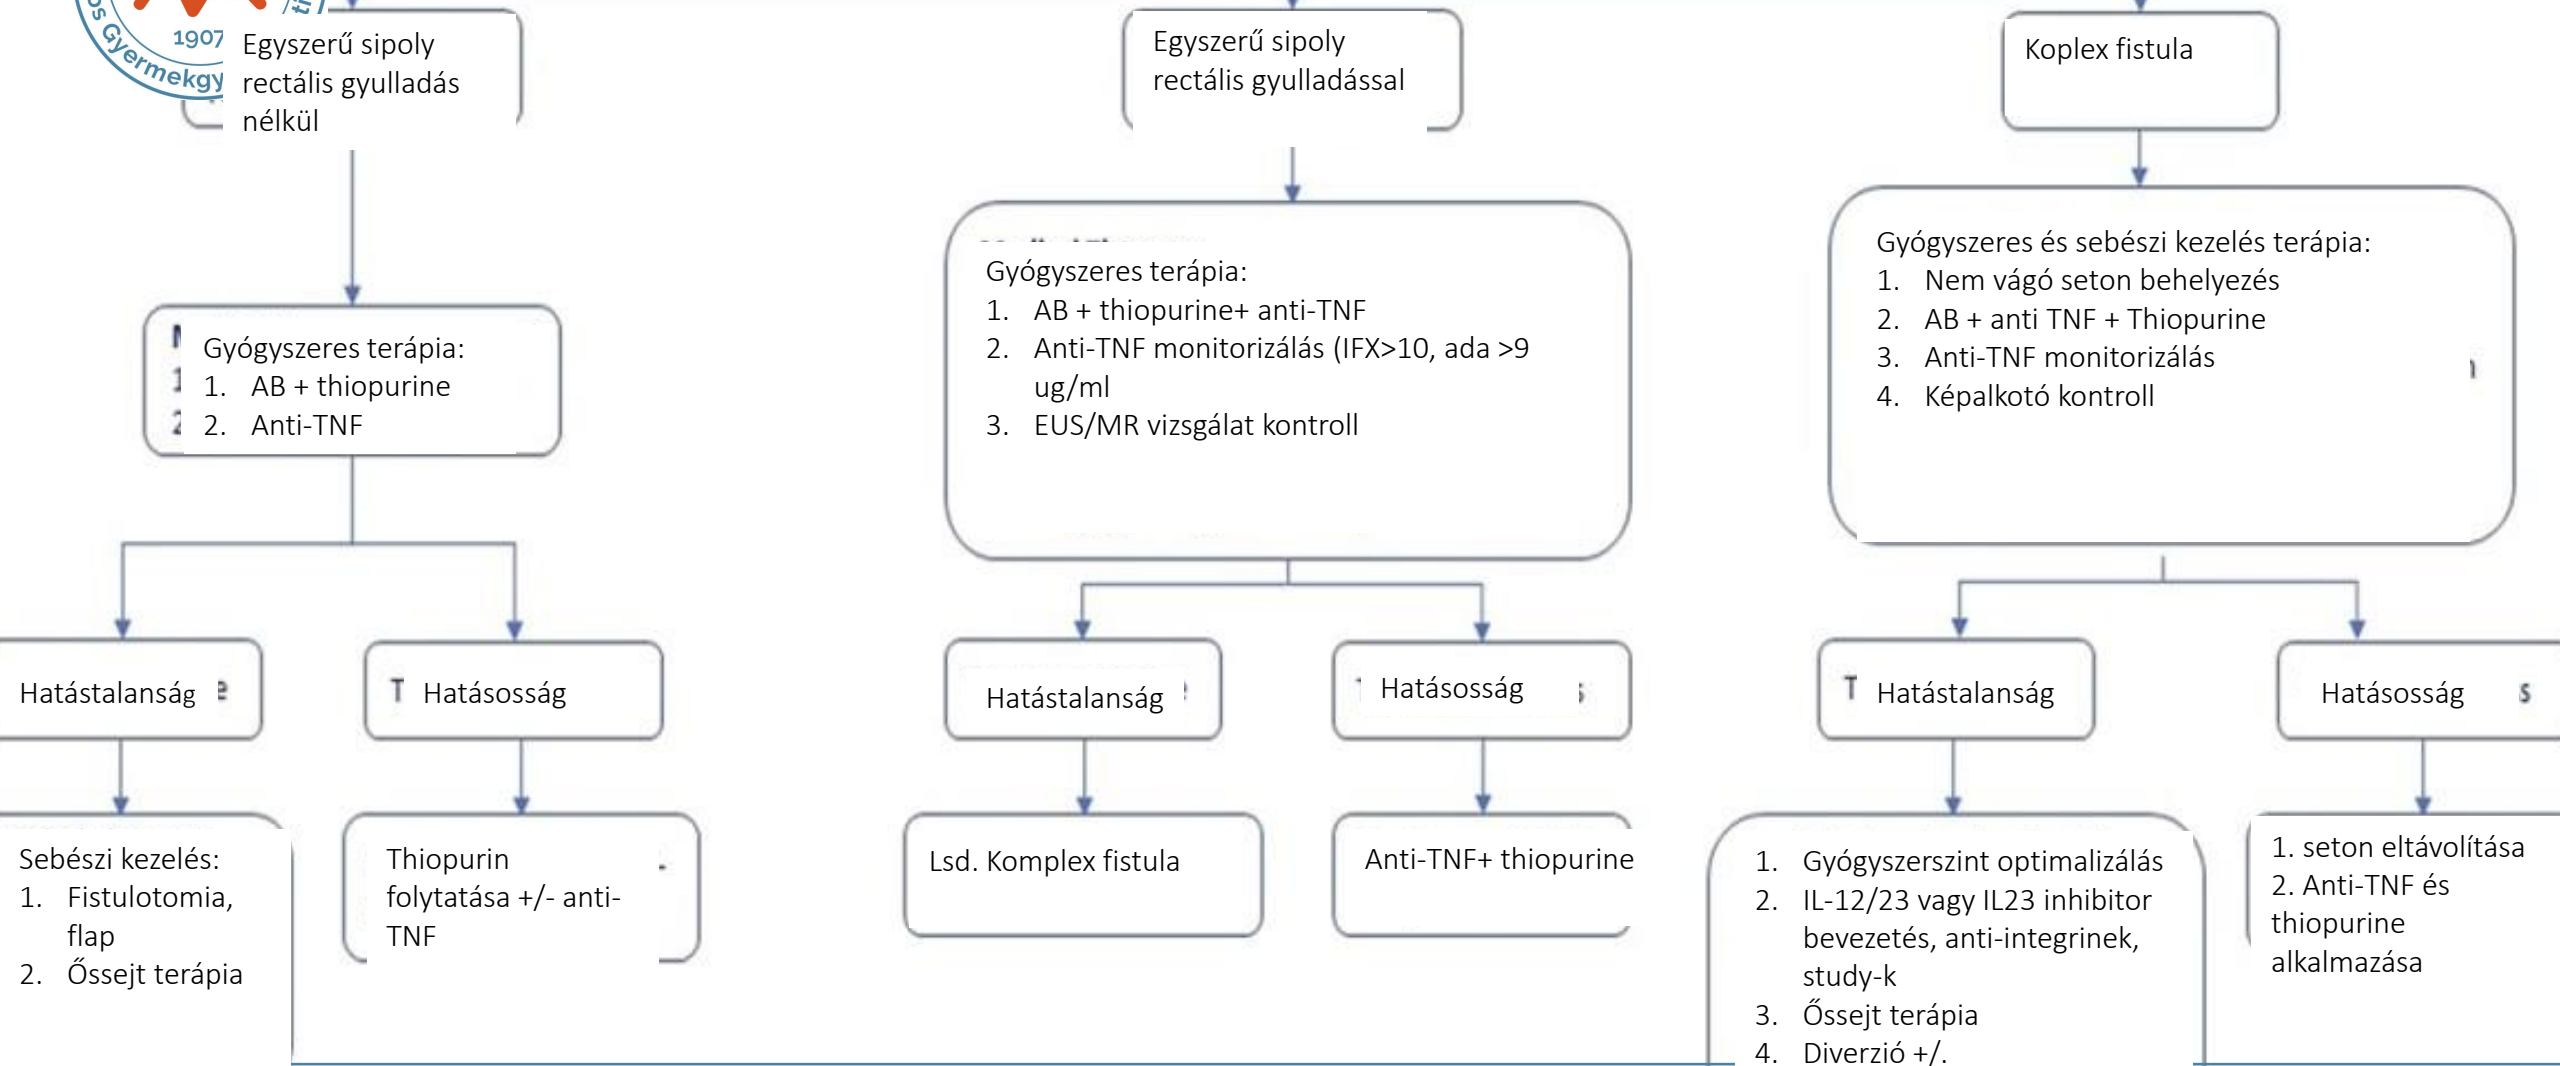 1907
Gyermekgy
Egyszerű sipoly
rectális gyulladás
nélkül
Egyszerű sipoly
rectális gyulladással
Koplex fistula
Gyógyszeres terápia:
1. AB + thiopurine
2. Anti-TNF
Gyógyszeres terápia:
1. AB + thiopurine+ anti-TNF
2. Anti-TNF monitorizálás (IFX>10, ada >9
ug/ml
3. EUS/MR vizsgálat kontroll
Gyógyszeres és sebészi kezelés terápia:
1. Nem vágó seton behelyezés
2. AB + anti TNF + Thiopurine
3. Anti-TNF monitorizálás
4. Képalkotó kontroll
Hatástalanság
Hatásosság
Hatástalanság
Hatásosság
Hatástalanság
Hatásosság
Sebészi kezelés:
1. Fistulotomia,
flap
2. Őssejt terápia
Thiopurin
folytatása +/- anti-
TNF
Lsd. Komplex fistula
Anti-TNF+ thiopurine
1. Gyógyszerszint optimalizálás
2. IL-12/23 vagy IL23 inhibitor
bevezetés, anti-integrinek,
study-k
3. Őssejt terápia
4. Diverzió +/.
1. seton eltávolítása
2. Anti-TNF és
thiopurine
alkalmazása